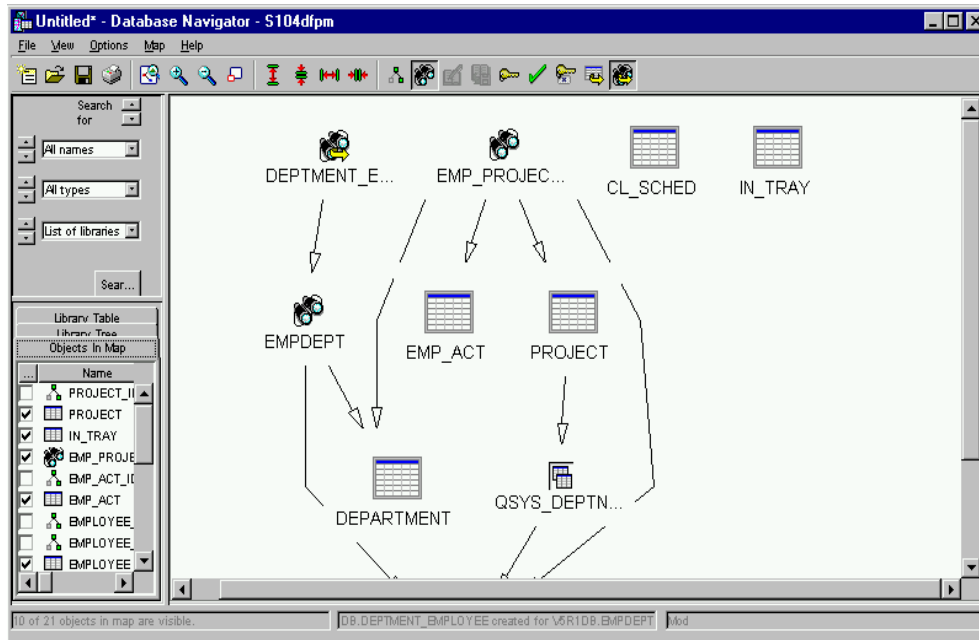 Untitled* - Database Navigator - S104dfpm
File View Options Map Help
Search for
All names
All types
List of libraries
Sear...
Library Table
Library Tree
Objects In Map
... Name
PROJECT_I
PROJECT
IN_TRAY
EMP_PROJE
EMP_ACT_I
EMP_ACT
EMPLOYEE_
EMPLOYEE_
EMPLOYEE
DEPTMENT_E...
EMP_PROJEC...
CL_SCHED
IN_TRAY
EMPDEPT
EMP_ACT
PROJECT
DEPARTMENT
QSYS_DEPTN...
10 of 21 objects in map are visible.
DB.DEPTMENT_EMPLOYEE created for V5R1DB.EMPDEPT
Mod